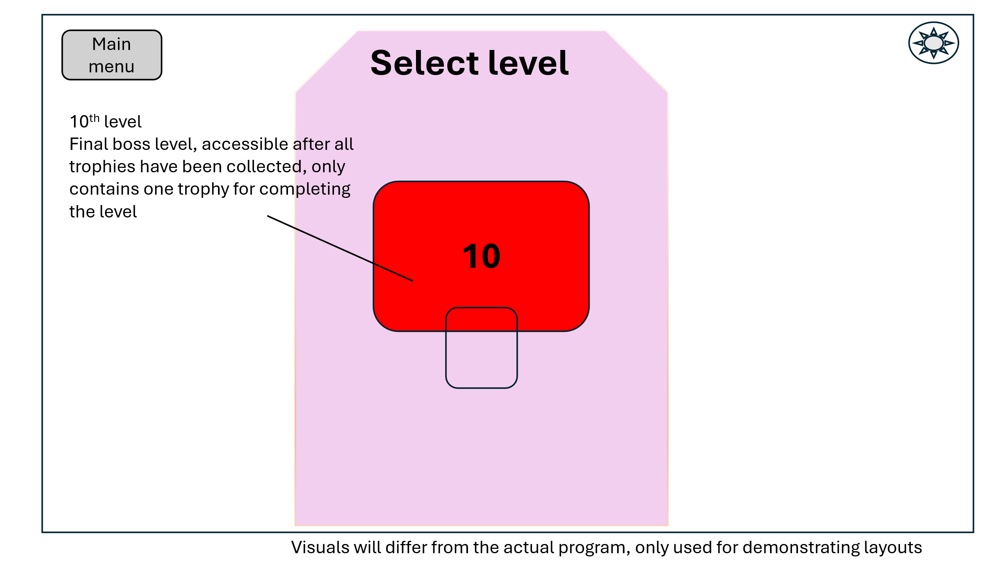 Main
menu
Select level
10th level
Final boss level, accessible after all
trophies have been collected, only
contains one trophy for completing
the level
10
Visuals will differ from the actual program, only used for demonstrating layouts